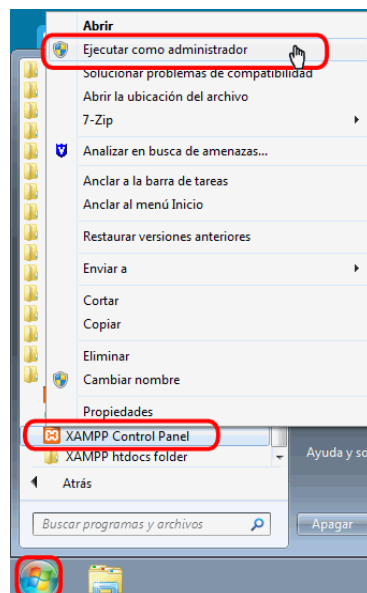 Abrir
Ejecutar como administrador
Solucionar problemas de compatibilidad
Abrir la ubicación del archivo
7-Zip
Analizar en busca de amenazas...
Anclar a la barra de tareas
Anclar al menú Inicio
Restaurar versiones anteriores
Enviar a
Cortar
Copiar
Eliminar
Cambiar nombre
Propiedades
XAMPP Control Panel
XAMPP htdocs folder
Ayuda y so
Atrás
Buscar programas y archivos
Apagar